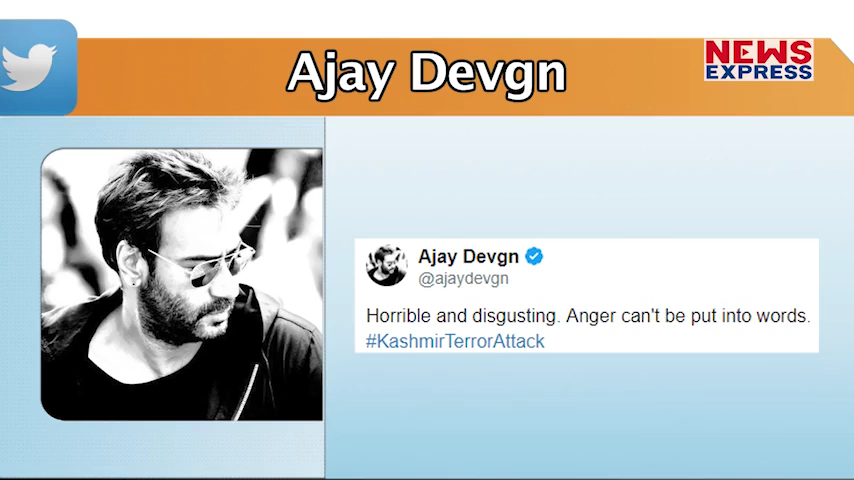 Ajay Devgn
NEWS
EXPRESS
Ajay Devgn
@ajaydevgn
Horrible and disgusting. Anger can't be put into words.
#KashmirTerrorAttack